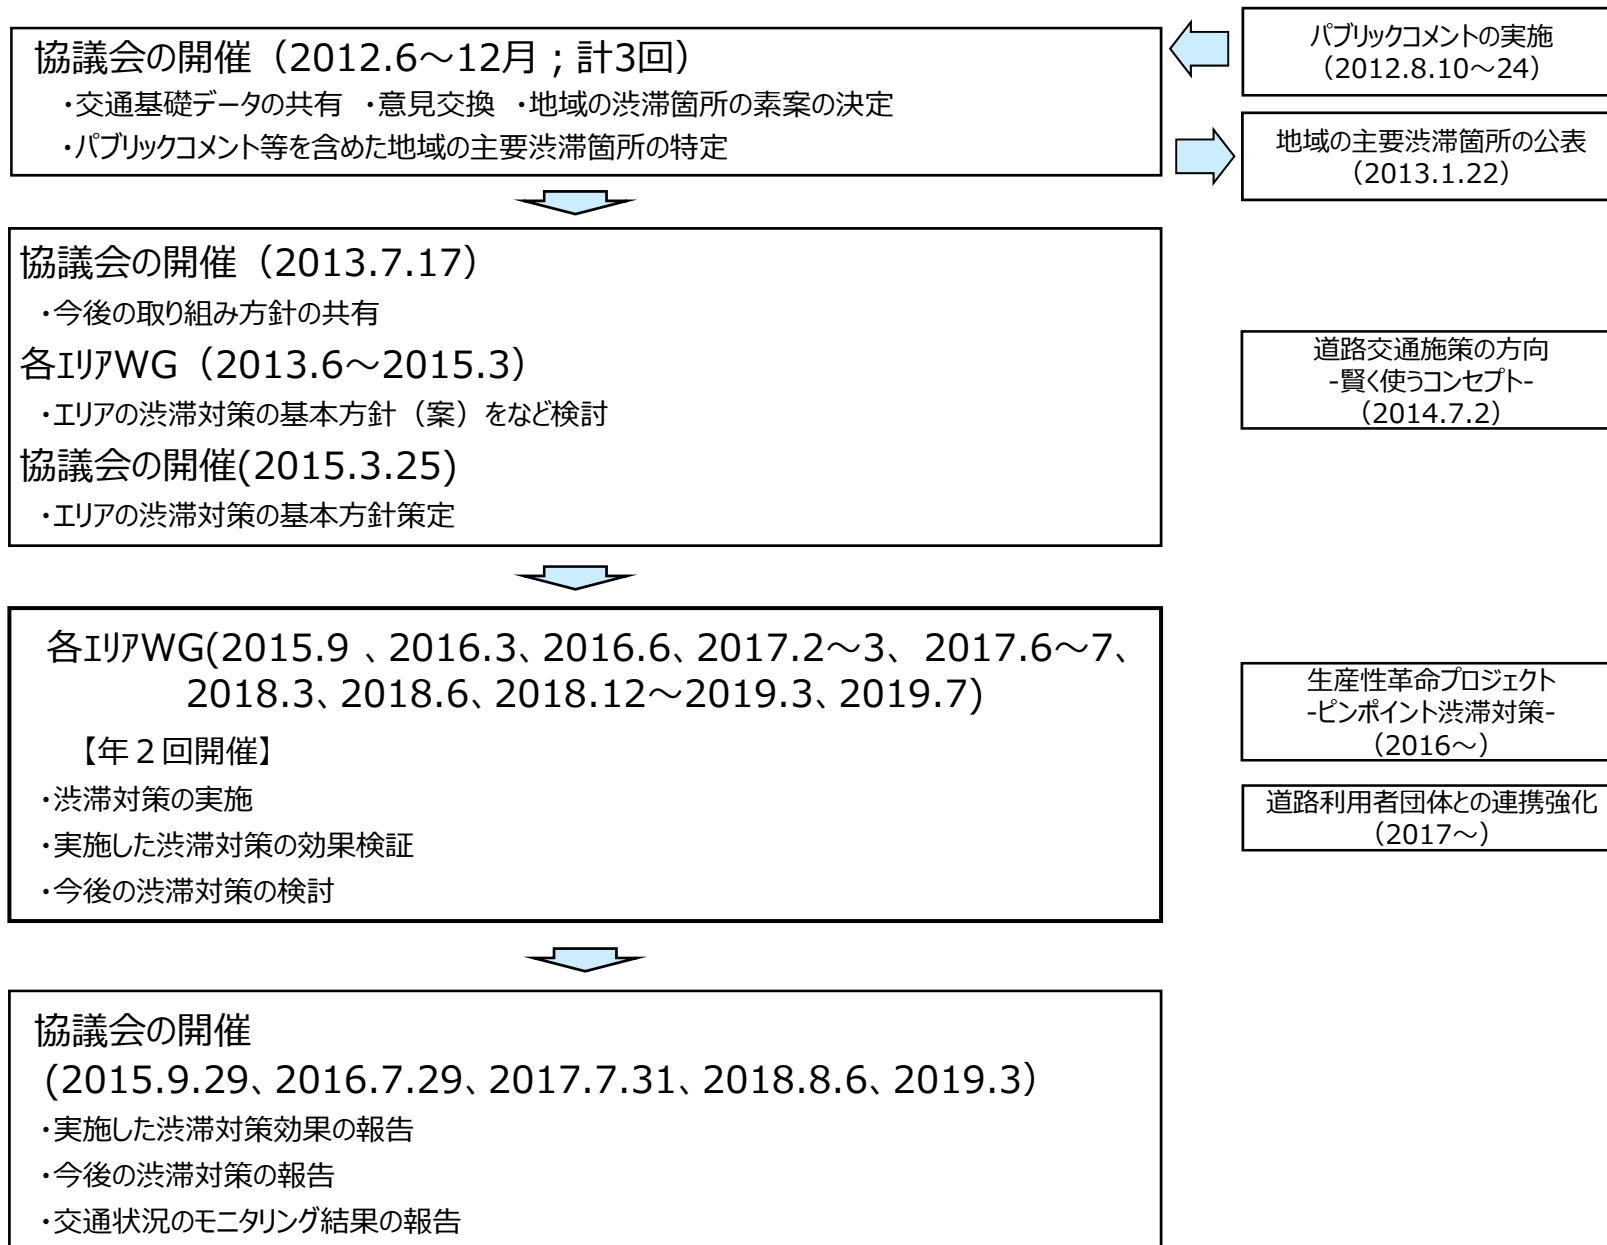 協議会の開催（2012.6～12月；計3回）
・交通基礎データの共有 ・意見交換 ・地域の渋滞箇所の素案の決定
・パブリックコメント等を含めた地域の主要渋滞箇所の特定
パブリックコメントの実施
（2012.8.10～24）
地域の主要渋滞箇所の公表
（2013.1.22）
協議会の開催（2013.7.17）
・今後の取り組み方針の共有
各ｴﾘｱWG（2013.6～2015.3）
・エリアの渋滞対策の基本方針（案）をなど検討
協議会の開催(2015.3.25)
・エリアの渋滞対策の基本方針策定
道路交通施策の方向
-賢く使うコンセプト-
（2014.7.2）
各ｴﾘｱWG(2015.9 、2016.3、2016.6、2017.2～3、 2017.6～7、
2018.3、2018.6、2018.12～2019.3、2019.7)
【年２回開催】
・渋滞対策の実施
・実施した渋滞対策の効果検証
・今後の渋滞対策の検討
生産性革命プロジェクト
-ピンポイント渋滞対策-
（2016～）
道路利用者団体との連携強化
（2017～）
協議会の開催
(2015.9.29、2016.7.29、2017.7.31、2018.8.6、2019.3）
・実施した渋滞対策効果の報告
・今後の渋滞対策の報告
・交通状況のモニタリング結果の報告